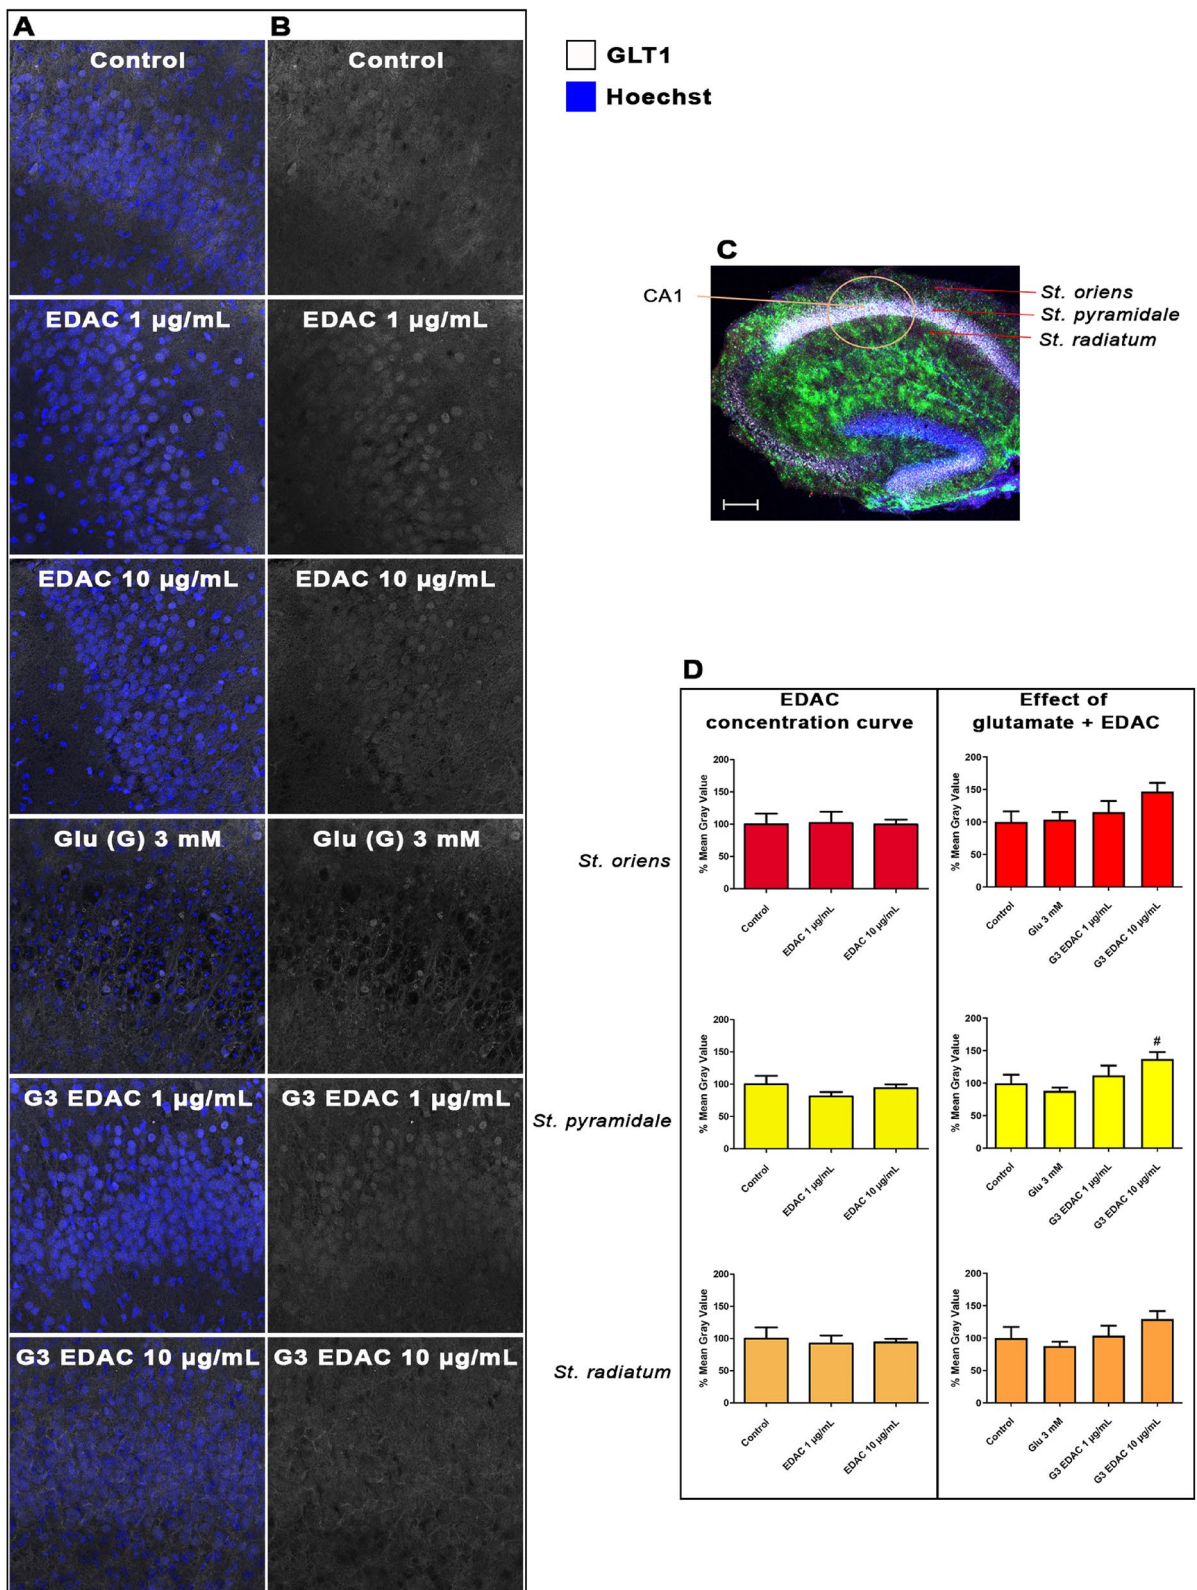 A
B
Control
Control
EDAC 1 µg/mL
EDAC 1 µg/mL
EDAC 10 µg/mL
EDAC 10 µg/mL
Glu (G) 3 mM
Glu (G) 3 mM
G3 EDAC 1 µg/mL
G3 EDAC 1 µg/mL
G3 EDAC 10 µg/mL
G3 EDAC 10 µg/mL
GLT1
Hoechst
C
CA1
St. oriens
St. pyramidale
St. radiatum
D
EDAC
concentration curve
Effect of
glutamate + EDAC
St. oriens
% Mean Gray Value
200
150
100
50
0
Control
EDAC 1 µg/mL
EDAC 10 µg/mL
% Mean Gray Value
200
150
100
50
0
Control
Glu 3 mM
G3 EDAC 1 µg/mL
G3 EDAC 10 µg/mL
St. pyramidale
% Mean Gray Value
200
150
100
50
0
Control
EDAC 1 µg/mL
EDAC 10 µg/mL
% Mean Gray Value
200
150
100
50
0
#
Control
Glu 3 mM
G3 EDAC 1 µg/mL
G3 EDAC 10 µg/mL
St. radiatum
% Mean Gray Value
200
150
100
50
0
Control
EDAC 1 µg/mL
EDAC 10 µg/mL
% Mean Gray Value
200
150
100
50
0
Control
Glu 3 mM
G3 EDAC 1 µg/mL
G3 EDAC 10 µg/mL